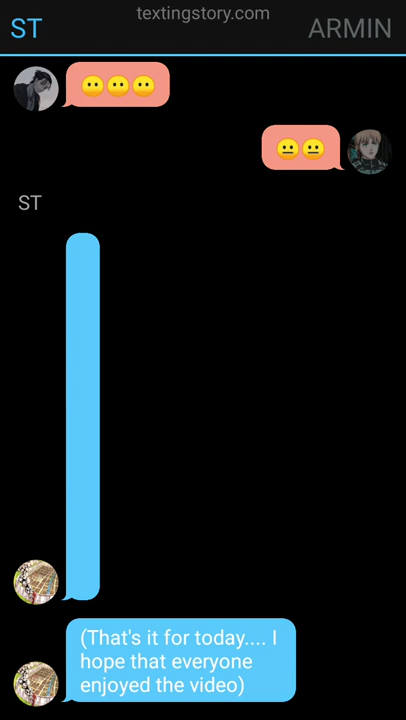 textingstory.com
ST
ARMIN
😶😶😶
😐😐
ST
(That's it for today.... I
hope that everyone
enjoyed the video)